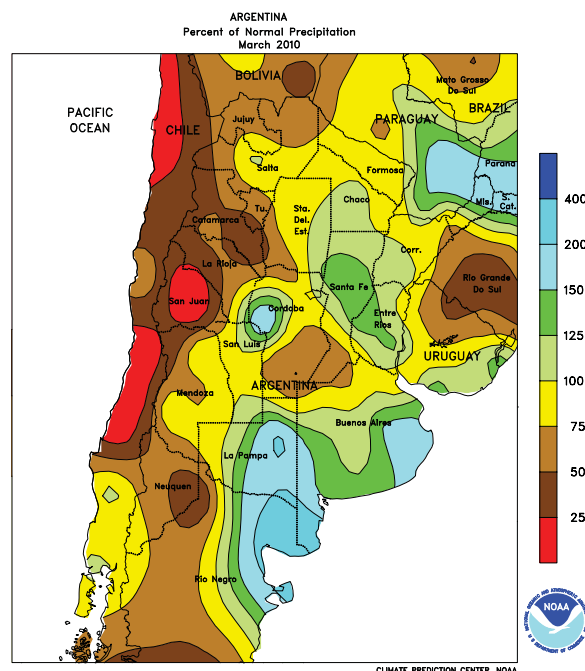 ARGENTINA
Percent of Normal Precipitation
March 2010
BOLIVIA
Mato Grosso
Do Sul
PACIFIC
OCEAN
BRAZIL
CHILE
Jujuy
PARAGUAY
Salta
Formosa
Parana
Chaco
Mis.
S.
Cat.
Tu.
Sta.
Del.
Est.
Catamarca
Corr.
La Rioja
Rio Grande
Do Sul
San Juan
Santa Fe
Cordoba
Entre
Rios
San Luis
URUGUAY
ARGENTINA
Mendoza
Buenos Aires
La Pampa
Neuquen
Rio Negro
400
200
150
125
100
75
50
25
NOAA
CLIMATE PREDICTION CENTER, NOAA